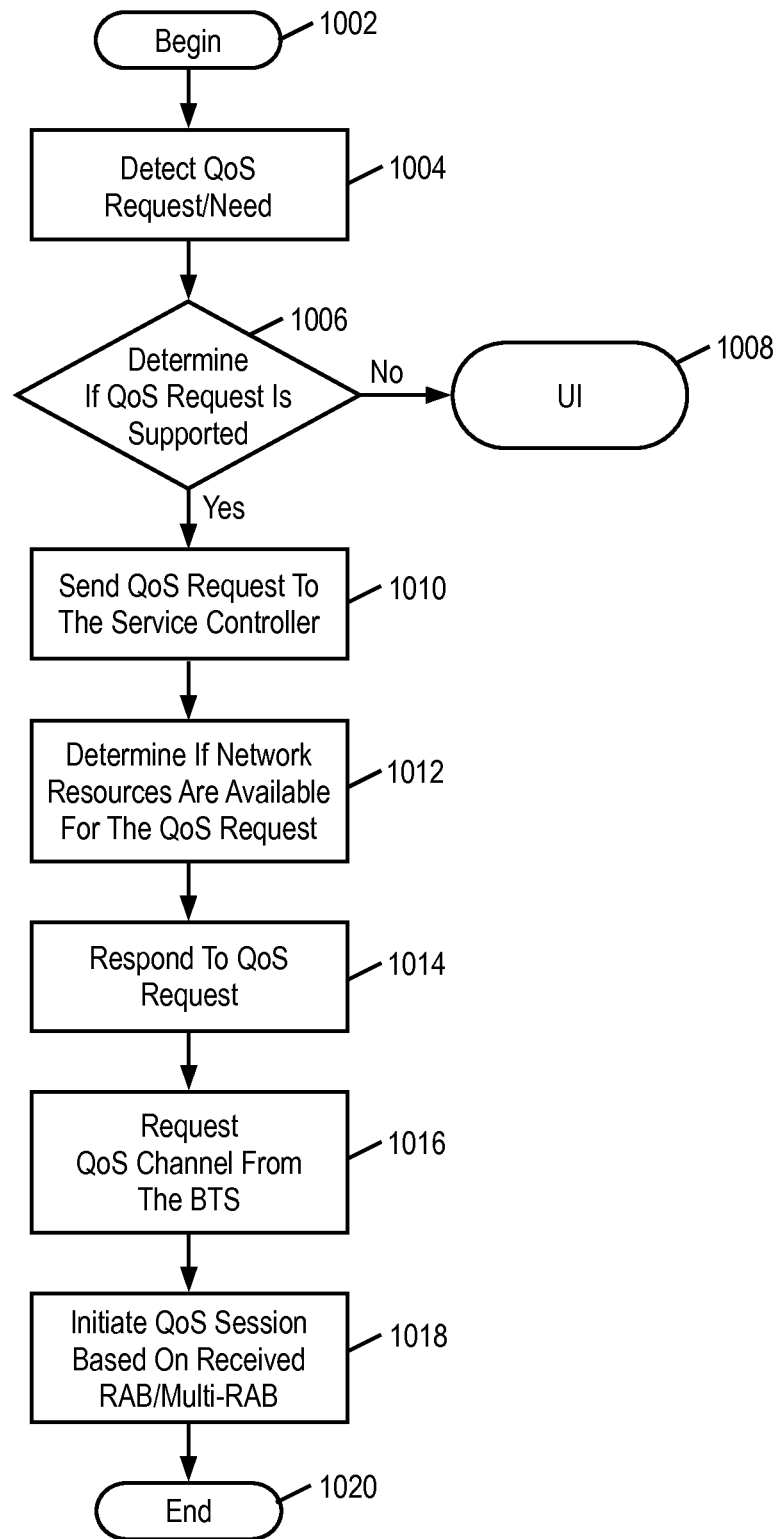 Begin
1002
Detect QoS
Request/Need
1004
1006
Determine
If QoS Request Is
Supported
No
1008
UI
Yes
Send QoS Request To
The Service Controller
1010
Determine If Network
Resources Are Available
For The QoS Request
1012
Respond To QoS
Request
1014
Request
QoS Channel From
The BTS
1016
Initiate QoS Session
Based On Received
RAB/Multi-RAB
1018
End
1020